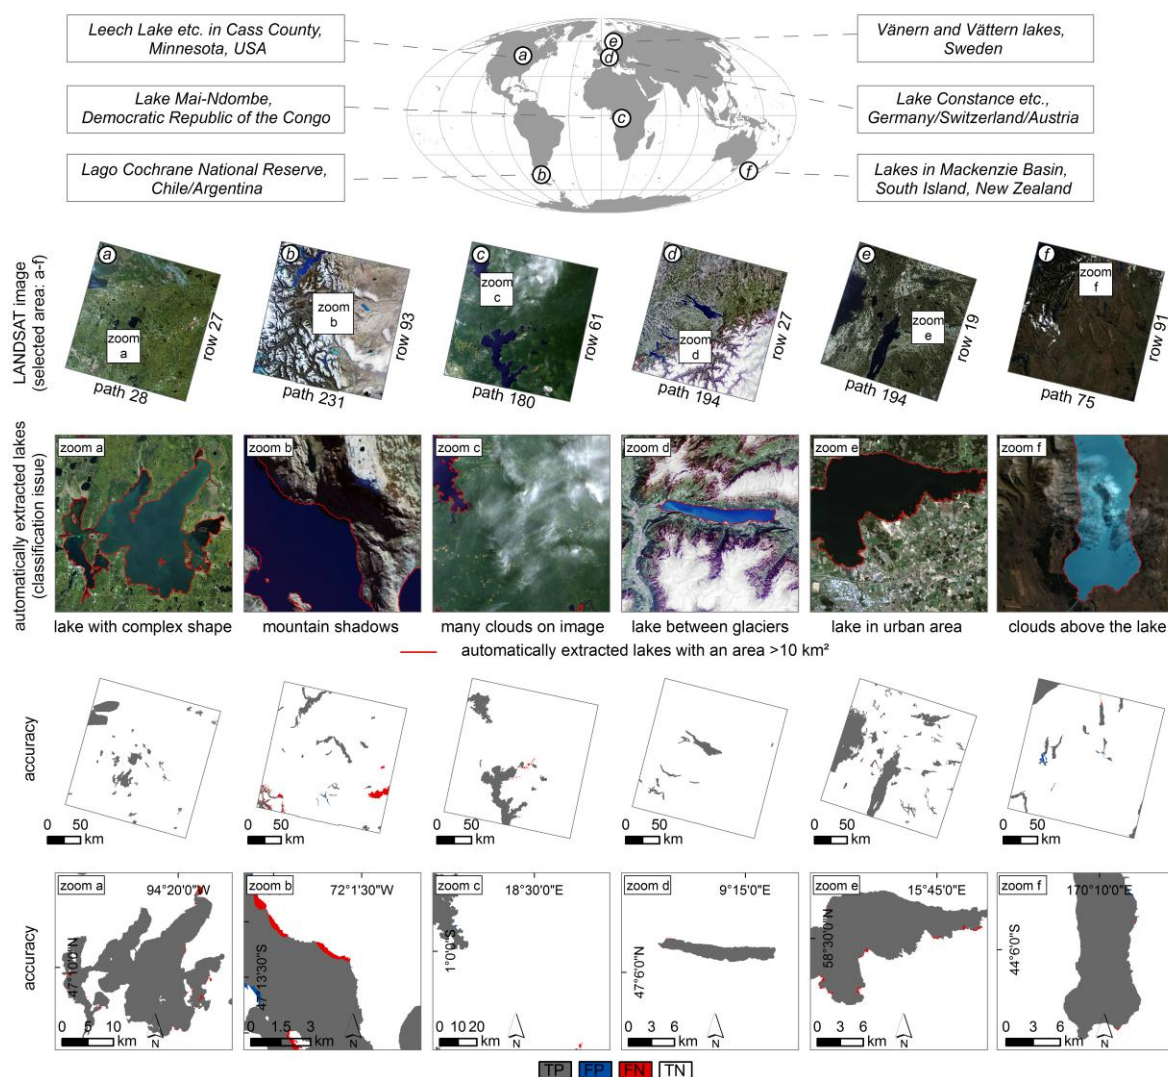 Leech Lake etc. in Cass County,
Minnesota, USA
Lake Mai-Ndombe,
Democratic Republic of the Congo
Lago Cochrane National Reserve,
Chile/Argentina
a
b
c
d
e
f
Vänern and Vättern lakes,
Sweden
Lake Constance etc.,
Germany/Switzerland/Austria
Lakes in Mackenzie Basin,
South Island, New Zealand
LANDSAT image
(selected area: a-f)
a
zoom
a
path 28
row 27
b
zoom
b
path 231
row 93
c
zoom
c
path 180
row 61
d
zoom
d
path 194
row 27
e
zoom
e
path 194
row 19
f
zoom
f
path 75
row 91
automatically extracted lakes
(classification issue)
zoom a
zoom b
zoom c
zoom d
zoom e
zoom f
lake with complex shape
mountain shadows
many clouds on image
lake between glaciers
lake in urban area
clouds above the lake
automatically extracted lakes with an area >10 km²
accuracy
0 50
km
0 50
km
0 50
km
0 50
km
0 50
km
0 50
km
accuracy
zoom a
94°20'0"W
47°10'0"N
0 5 10
km
N
zoom b
72°1'30"W
47°13'30"S
0 1.5 3
km
N
zoom c
18°30'0"E
1°0'0"S
0 10 20
km
N
zoom d
9°15'0"E
47°6'0"N
0 3 6
km
N
zoom e
15°45'0"E
58°30'0"N
0 3 6
km
N
zoom f
170°10'0"E
44°6'0"S
0 3 6
km
N
TP FP FN TN